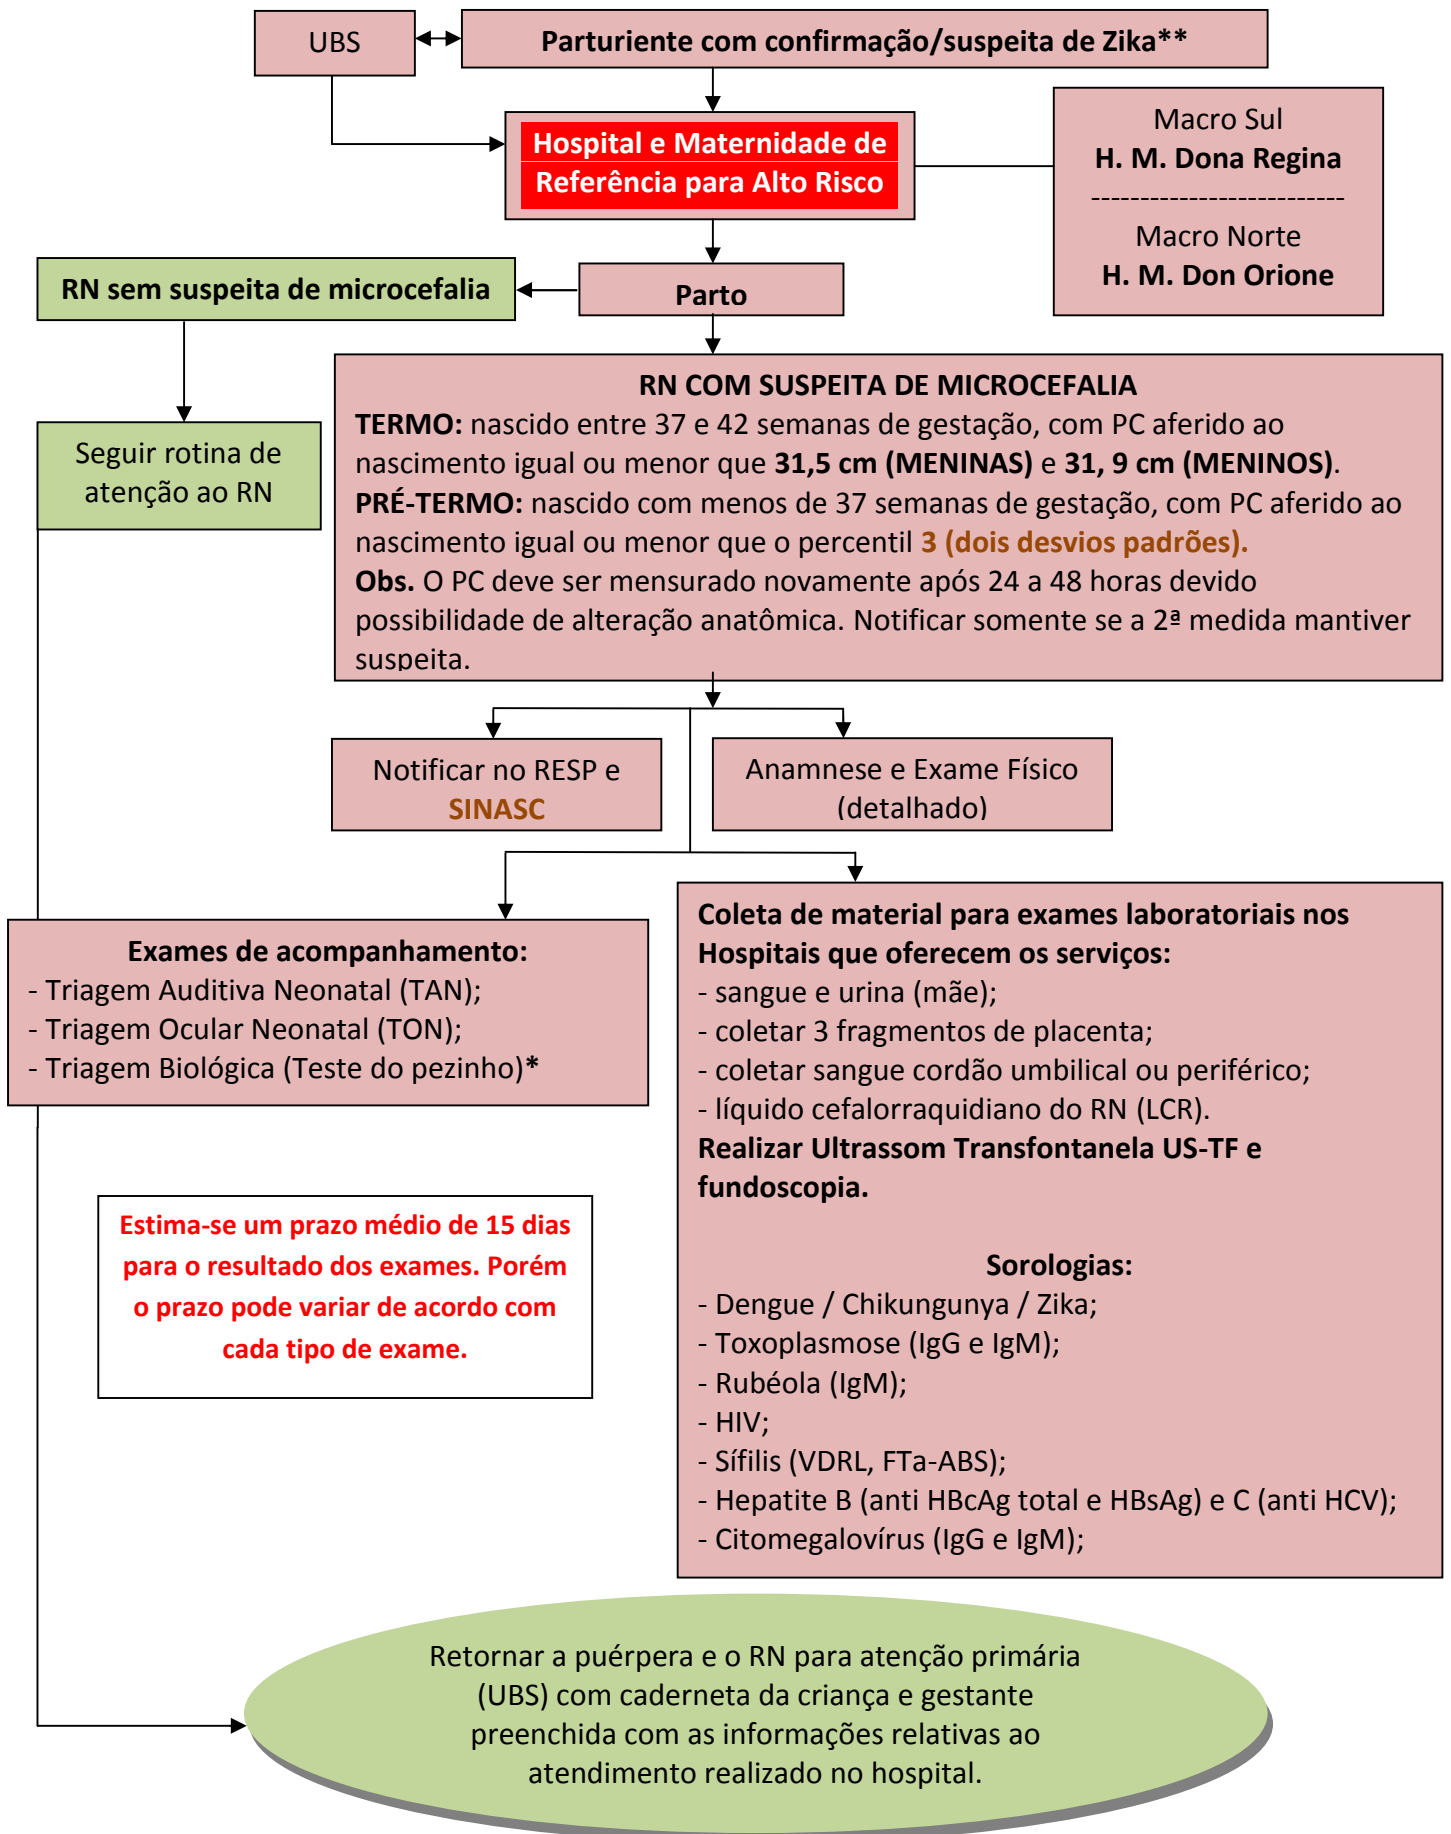 UBS
Parturiente com confirmação/suspeita de Zika**
Hospital e Maternidade de
Referência para Alto Risco
Macro Sul
H. M. Dona Regina
--------------------------
Macro Norte
H. M. Don Orione
RN sem suspeita de microcefalia
Parto
Seguir rotina de
atenção ao RN
RN COM SUSPEITA DE MICROCEFALIA
TERMO: nascido entre 37 e 42 semanas de gestação, com PC aferido ao
nascimento igual ou menor que 31,5 cm (MENINAS) e 31, 9 cm (MENINOS).
PRÉ-TERMO: nascido com menos de 37 semanas de gestação, com PC aferido ao
nascimento igual ou menor que o percentil 3 (dois desvios padrões).
Obs. O PC deve ser mensurado novamente após 24 a 48 horas devido
possibilidade de alteração anatômica. Notificar somente se a 2ª medida mantiver
suspeita.
Notificar no RESP e
SINASC
Anamnese e Exame Físico
(detalhado)
Exames de acompanhamento:
- Triagem Auditiva Neonatal (TAN);
- Triagem Ocular Neonatal (TON);
- Triagem Biológica (Teste do pezinho)*
Coleta de material para exames laboratoriais nos
Hospitais que oferecem os serviços:
- sangue e urina (mãe);
- coletar 3 fragmentos de placenta;
- coletar sangue cordão umbilical ou periférico;
- líquido cefalorraquidiano do RN (LCR).
Realizar Ultrassom Transfontanela US-TF e
fundoscopia.
Sorologias:
- Dengue / Chikungunya / Zika;
- Toxoplasmose (IgG e IgM);
- Rubéola (IgM);
- HIV;
- Sífilis (VDRL, FTa-ABS);
- Hepatite B (anti HBcAg total e HBsAg) e C (anti HCV);
- Citomegalovírus (IgG e IgM);
Estima-se um prazo médio de 15 dias
para o resultado dos exames. Porém
o prazo pode variar de acordo com
cada tipo de exame.
Retornar a puérpera e o RN para atenção primária
(UBS) com caderneta da criança e gestante
preenchida com as informações relativas ao
atendimento realizado no hospital.